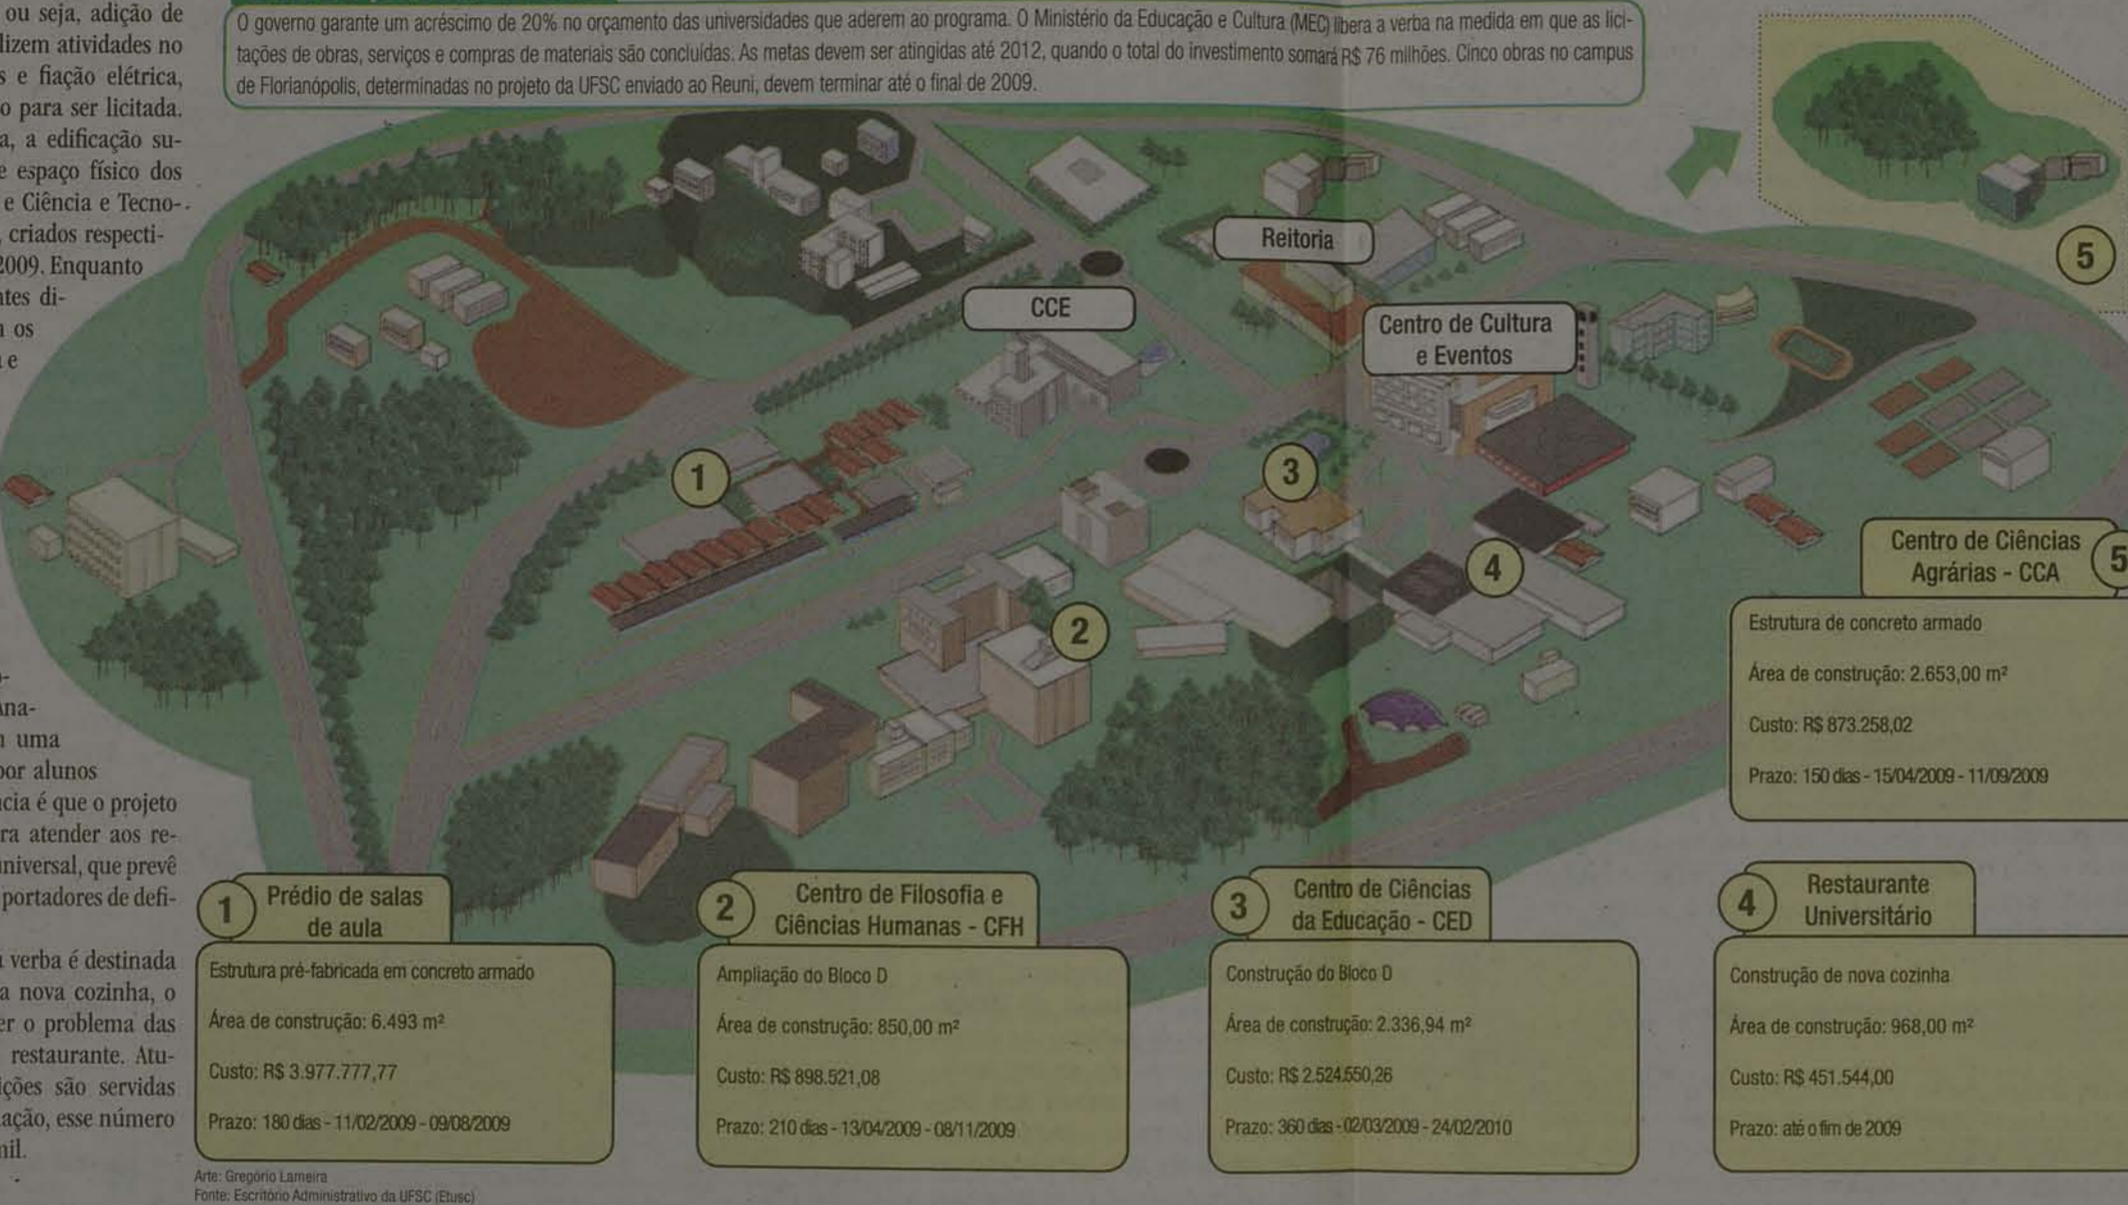 ou seja, adição de
lizem atividades no
s e fiação elétrica,
o para ser licitada.
a, a edificação su-
e espaço físico dos
e Ciência e Tecno-
, criados respecti-
2009. Enquanto
ntes di-
os
e
uma
por alunos
cia é que o projeto
ra atender aos re-
universal, que prevê
portadores de defi-
verba é destinada
a nova cozinha, o
er o problema das
restaurante. Atu-
ições são servidas
ação, esse número
mil.
O governo garante um acréscimo de 20% no orçamento das universidades que aderem ao programa. O Ministério da Educação e Cultura (MEC) libera a verba na medida em que as lici-
tações de obras, serviços e compras de materiais são concluídas. As metas devem ser atingidas até 2012, quando o total do investimento somará R$ 76 milhões. Cinco obras no campus
de Florianópolis, determinadas no projeto da UFSC enviado ao Reuni, devem terminar até o final de 2009.
Reitoria
CCE
Centro de Cultura
e Eventos
5
1
3
4
2
1
Prédio de salas
de aula
Estrutura pré-fabricada em concreto armado
Área de construção: 6.493 m²
Custo: R$ 3.977.777,77
Prazo: 180 dias - 11/02/2009 - 09/08/2009
2
Centro de Filosofia e
Ciências Humanas - CFH
Ampliação do Bloco D
Área de construção: 850,00 m²
Custo: R$ 898.521,08
Prazo: 210 dias - 13/04/2009 - 08/11/2009
3
Centro de Ciências
da Educação - CED
Construção do Bloco D
Área de construção: 2.336,94 m²
Custo: R$ 2.524.550,26
Prazo: 360 dias - 02/03/2009 - 24/02/2010
4
Restaurante
Universitário
Construção de nova cozinha
Área de construção: 968,00 m²
Custo: R$ 451.544,00
Prazo: até o fim de 2009
Centro de Ciências
Agrárias - CCA
5
Estrutura de concreto armado
Área de construção: 2.653,00 m²
Custo: R$ 873.258,02
Prazo: 150 dias - 15/04/2009 - 11/09/2009
Arte: Gregório Lameira
Fonte: Escritório Administrativo da UFSC (Etusc)